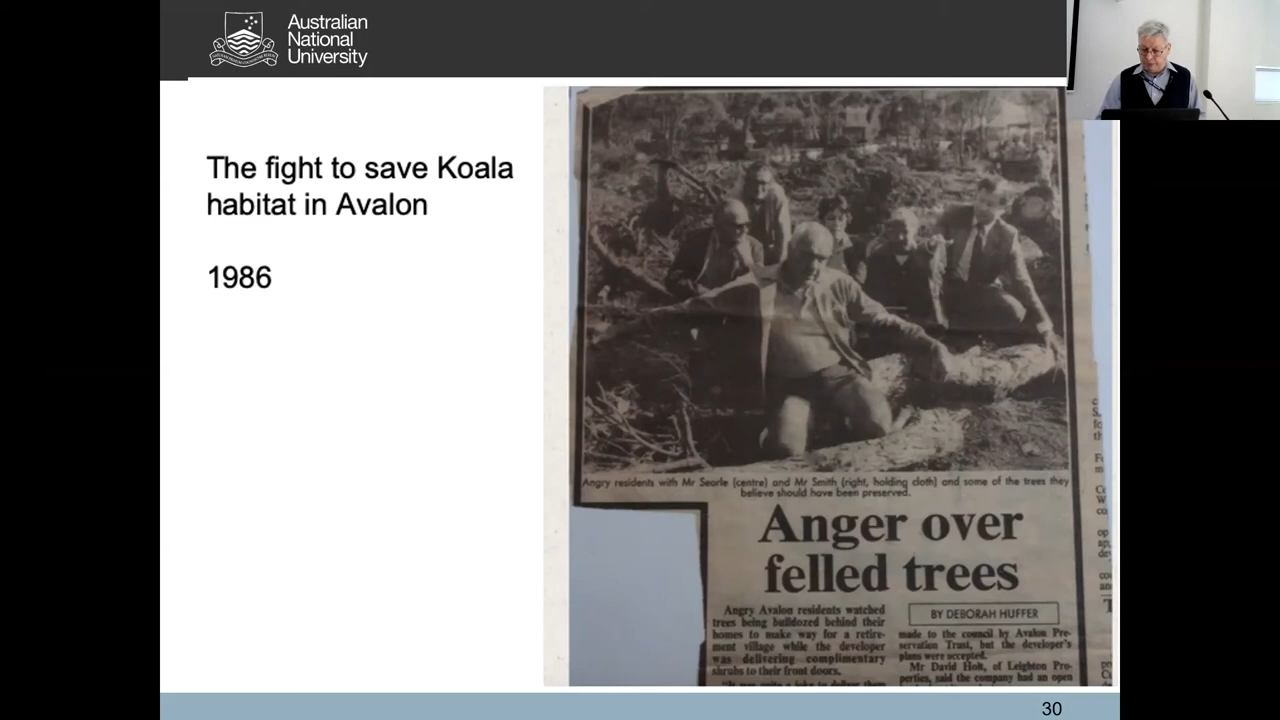 Australian
National
University
The fight to save Koala
habitat in Avalon
1986
Angry residents with Mr Seorle (centre) and Mr Smith (right, holding cloth) and some of the trees they
believe should have been preserved.
Anger over
felled trees
BY DEBORAH HUFFER
Angry Avalon residents watched
trees being bulldozed behind their
homes to make way for a retire-
ment village while the developer
was delivering complimentary
shrubs to their front doors.
made to the council by Avalon Pre-
servation Trust, but the developer's
plans were accepted.
Mr David Holt, of Leighton Pro-
perties, said the company had an open
30